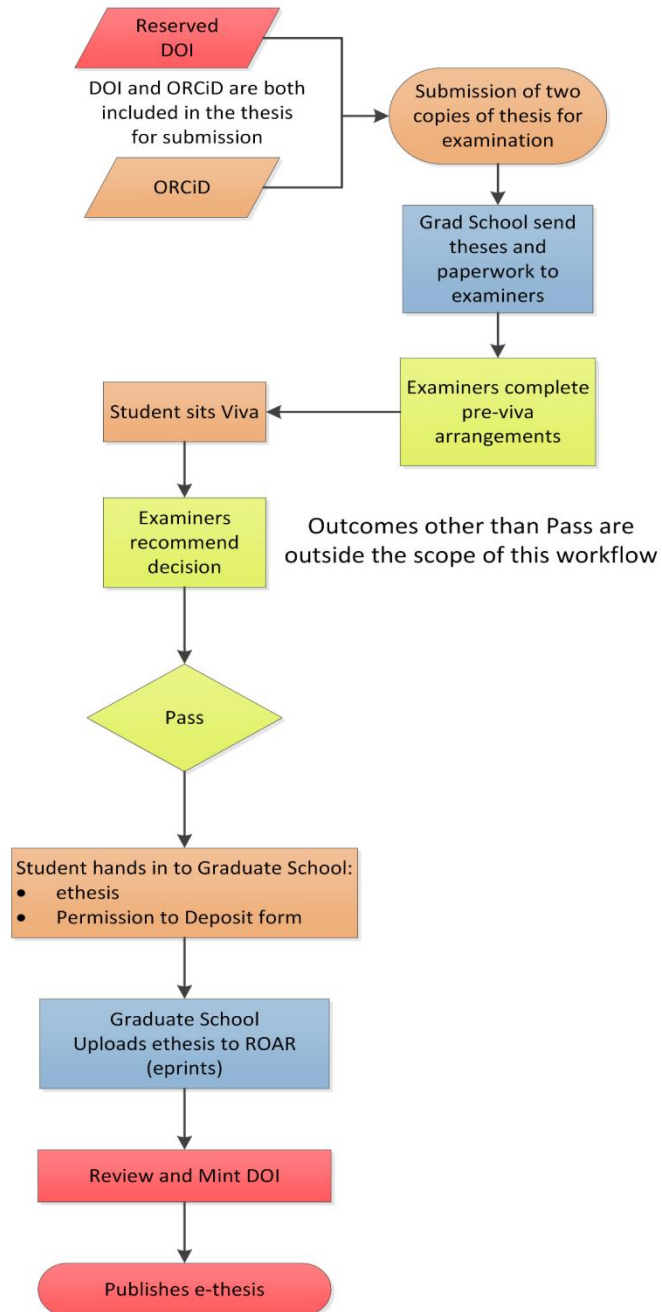 Reserved
DOI
DOI and ORCiD are both
included in the thesis
for submission
ORCiD
Submission of two
copies of thesis for
examination
Grad School send
theses and
paperwork to
examiners
Examiners complete
pre-viva
arrangements
Student sits Viva
Examiners
recommend
decision
Outcomes other than Pass are
outside the scope of this workflow
Pass
Student hands in to Graduate School:
• ethesis
• Permission to Deposit form
Graduate School
Uploads ethesis to ROAR
(eprints)
Review and Mint DOI
Publishes e-thesis